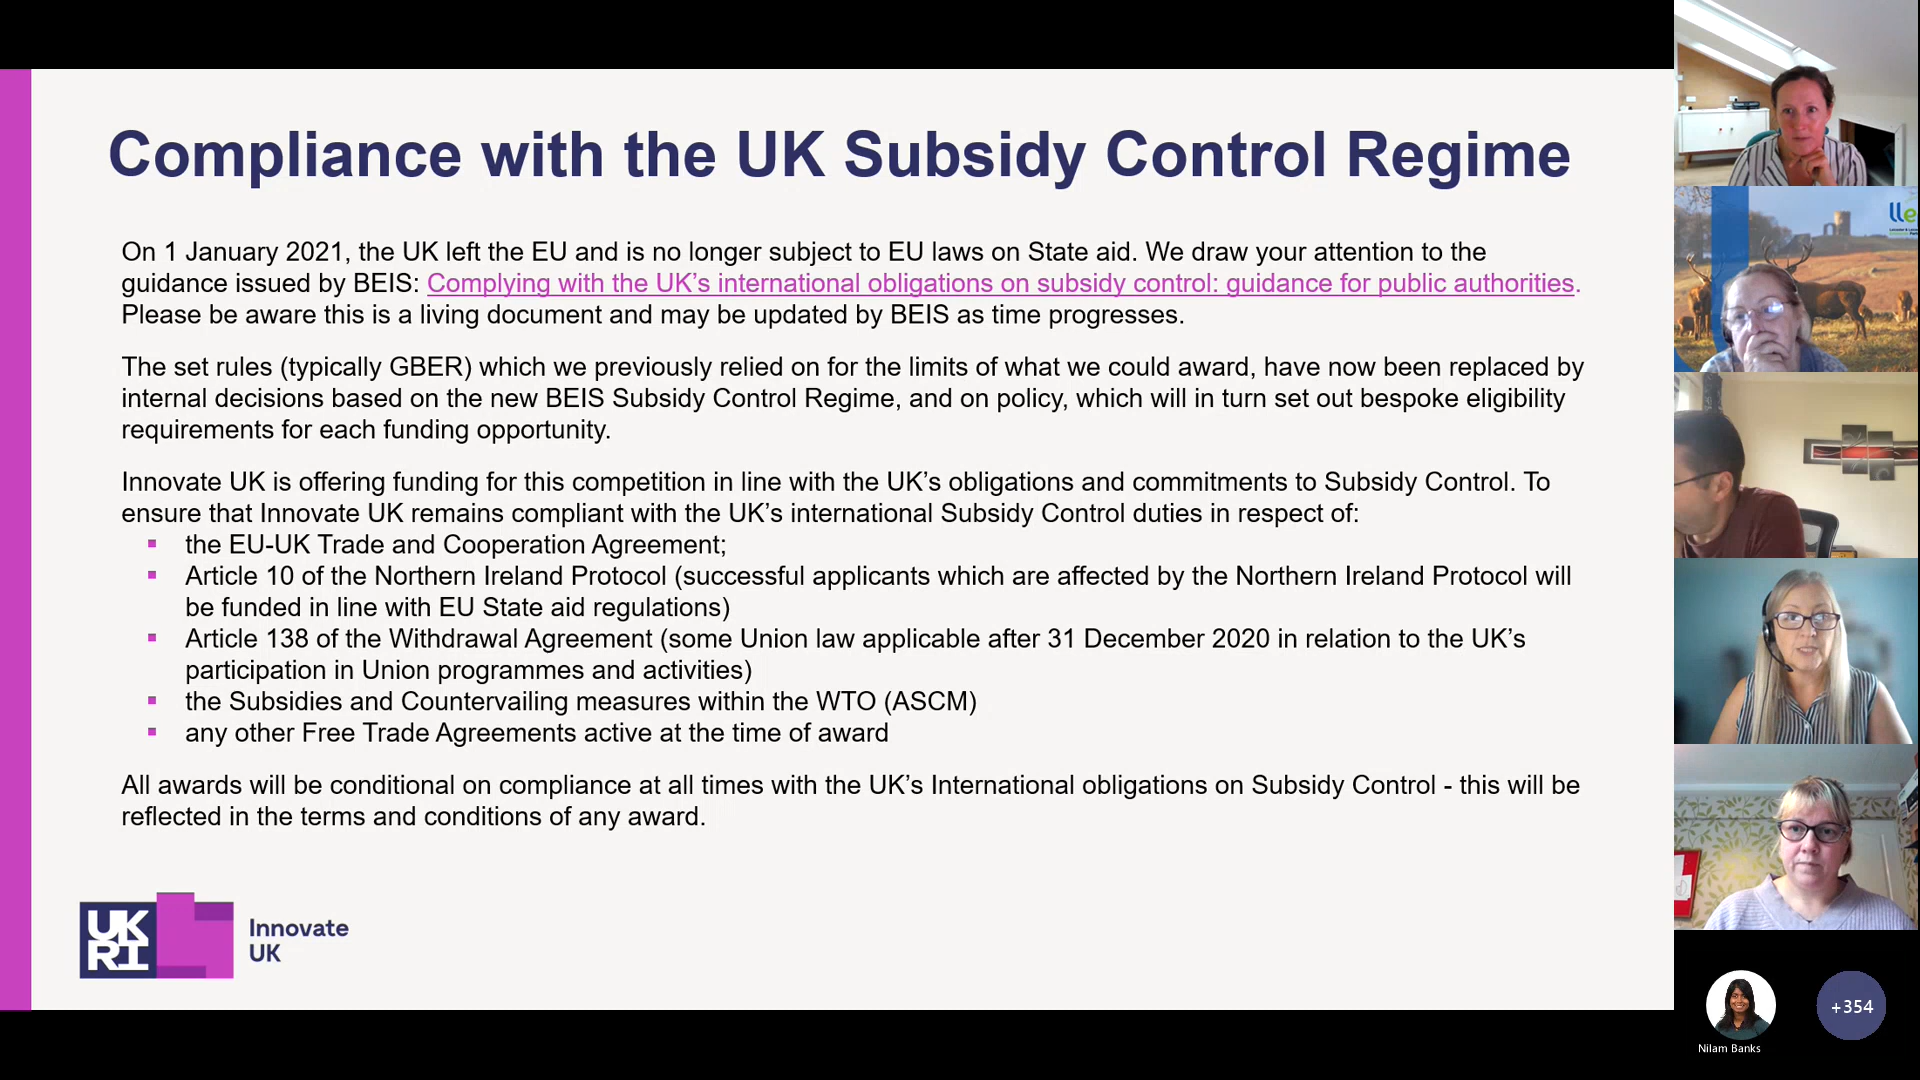 Compliance with the UK Subsidy Control Regime
On 1 January 2021, the UK left the EU and is no longer subject to EU laws on State aid. We draw your attention to the
guidance issued by BEIS: Complying with the UK’s international obligations on subsidy control: guidance for public authorities.
Please be aware this is a living document and may be updated by BEIS as time progresses.
The set rules (typically GBER) which we previously relied on for the limits of what we could award, have now been replaced by
internal decisions based on the new BEIS Subsidy Control Regime, and on policy, which will in turn set out bespoke eligibility
requirements for each funding opportunity.
Innovate UK is offering funding for this competition in line with the UK’s obligations and commitments to Subsidy Control. To
ensure that Innovate UK remains compliant with the UK’s international Subsidy Control duties in respect of:
▪ the EU-UK Trade and Cooperation Agreement;
▪ Article 10 of the Northern Ireland Protocol (successful applicants which are affected by the Northern Ireland Protocol will
be funded in line with EU State aid regulations)
▪ Article 138 of the Withdrawal Agreement (some Union law applicable after 31 December 2020 in relation to the UK’s
participation in Union programmes and activities)
▪ the Subsidies and Countervailing measures within the WTO (ASCM)
▪ any other Free Trade Agreements active at the time of award
All awards will be conditional on compliance at all times with the UK’s International obligations on Subsidy Control - this will be
reflected in the terms and conditions of any award.
UK
RI
Innovate
UK
lle
+354
Nilam Banks